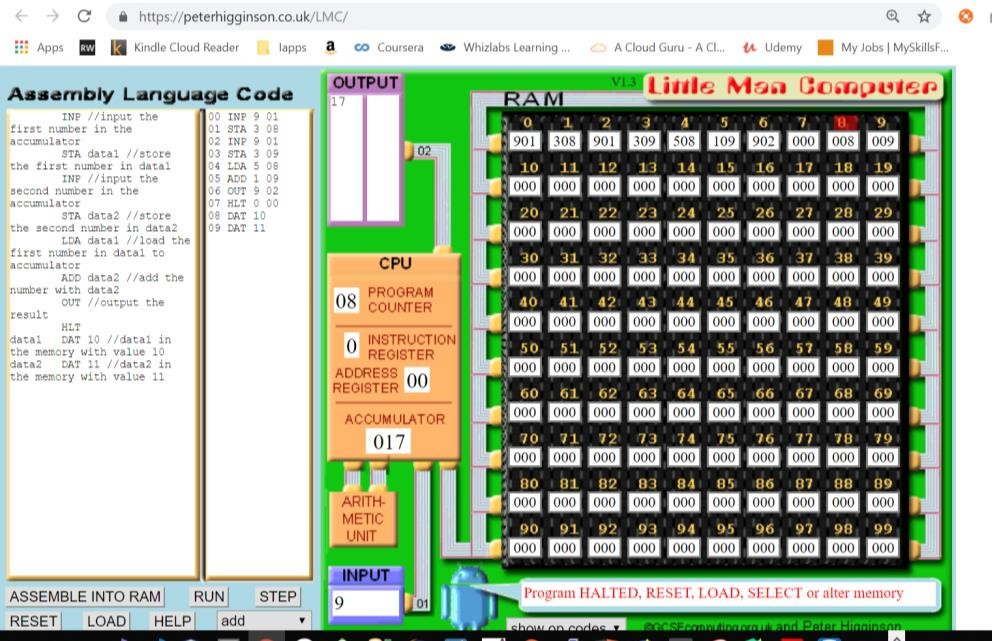 https://peterhigginson.co.uk/LMC/
Apps RW Kindle Cloud Reader lapps a Coursera Whizlabs Learning ... A Cloud Guru - A Cl... Udemy My Jobs | MySkillsF...
Assembly Language Code
INP //input the
first number in the
accumulator
STA data1 //store
the first number in data1
INP //input the
second number in the
accumulator
STA data2 //store
the second number in data2
LDA data1 //load the
first number in data1 to
accumulator
ADD data2 //add the
number with data2
OUT //output the
result
HLT
data1 DAT 10 //data1 in
the memory with value 10
data2 DAT 11 //data2 in
the memory with value 11
00 INP 9 01
01 STA 3 08
02 INP 9 01
03 STA 3 09
04 LDA 5 08
05 ADD 1 09
06 OUT 9 02
07 HLT 0 00
08 DAT 10
09 DAT 11
ASSEMBLE INTO RAM RUN STEP
RESET LOAD HELP add
OUTPUT
17
02
CPU
08 PROGRAM
COUNTER
0 INSTRUCTION
REGISTER
ADDRESS
REGISTER 00
ACCUMULATOR
017
ARITH-
METIC
UNIT
INPUT
9
01
V1.3 Little Man Computer
RAM
0 1 2 3 4 5 6 7 8 9
901 308 901 309 508 109 902 000 008 009
10 11 12 13 14 15 16 17 18 19
000 000 000 000 000 000 000 000 000 000
20 21 22 23 24 25 26 27 28 29
000 000 000 000 000 000 000 000 000 000
30 31 32 33 34 35 36 37 38 39
000 000 000 000 000 000 000 000 000 000
40 41 42 43 44 45 46 47 48 49
000 000 000 000 000 000 000 000 000 000
50 51 52 53 54 55 56 57 58 59
000 000 000 000 000 000 000 000 000 000
60 61 62 63 64 65 66 67 68 69
000 000 000 000 000 000 000 000 000 000
70 71 72 73 74 75 76 77 78 79
000 000 000 000 000 000 000 000 000 000
80 81 82 83 84 85 86 87 88 89
000 000 000 000 000 000 000 000 000 000
90 91 92 93 94 95 96 97 98 99
000 000 000 000 000 000 000 000 000 000
Program HALTED, RESET, LOAD, SELECT or alter memory
show op codes
©GCSEcomputing.org.uk and Peter Higginson